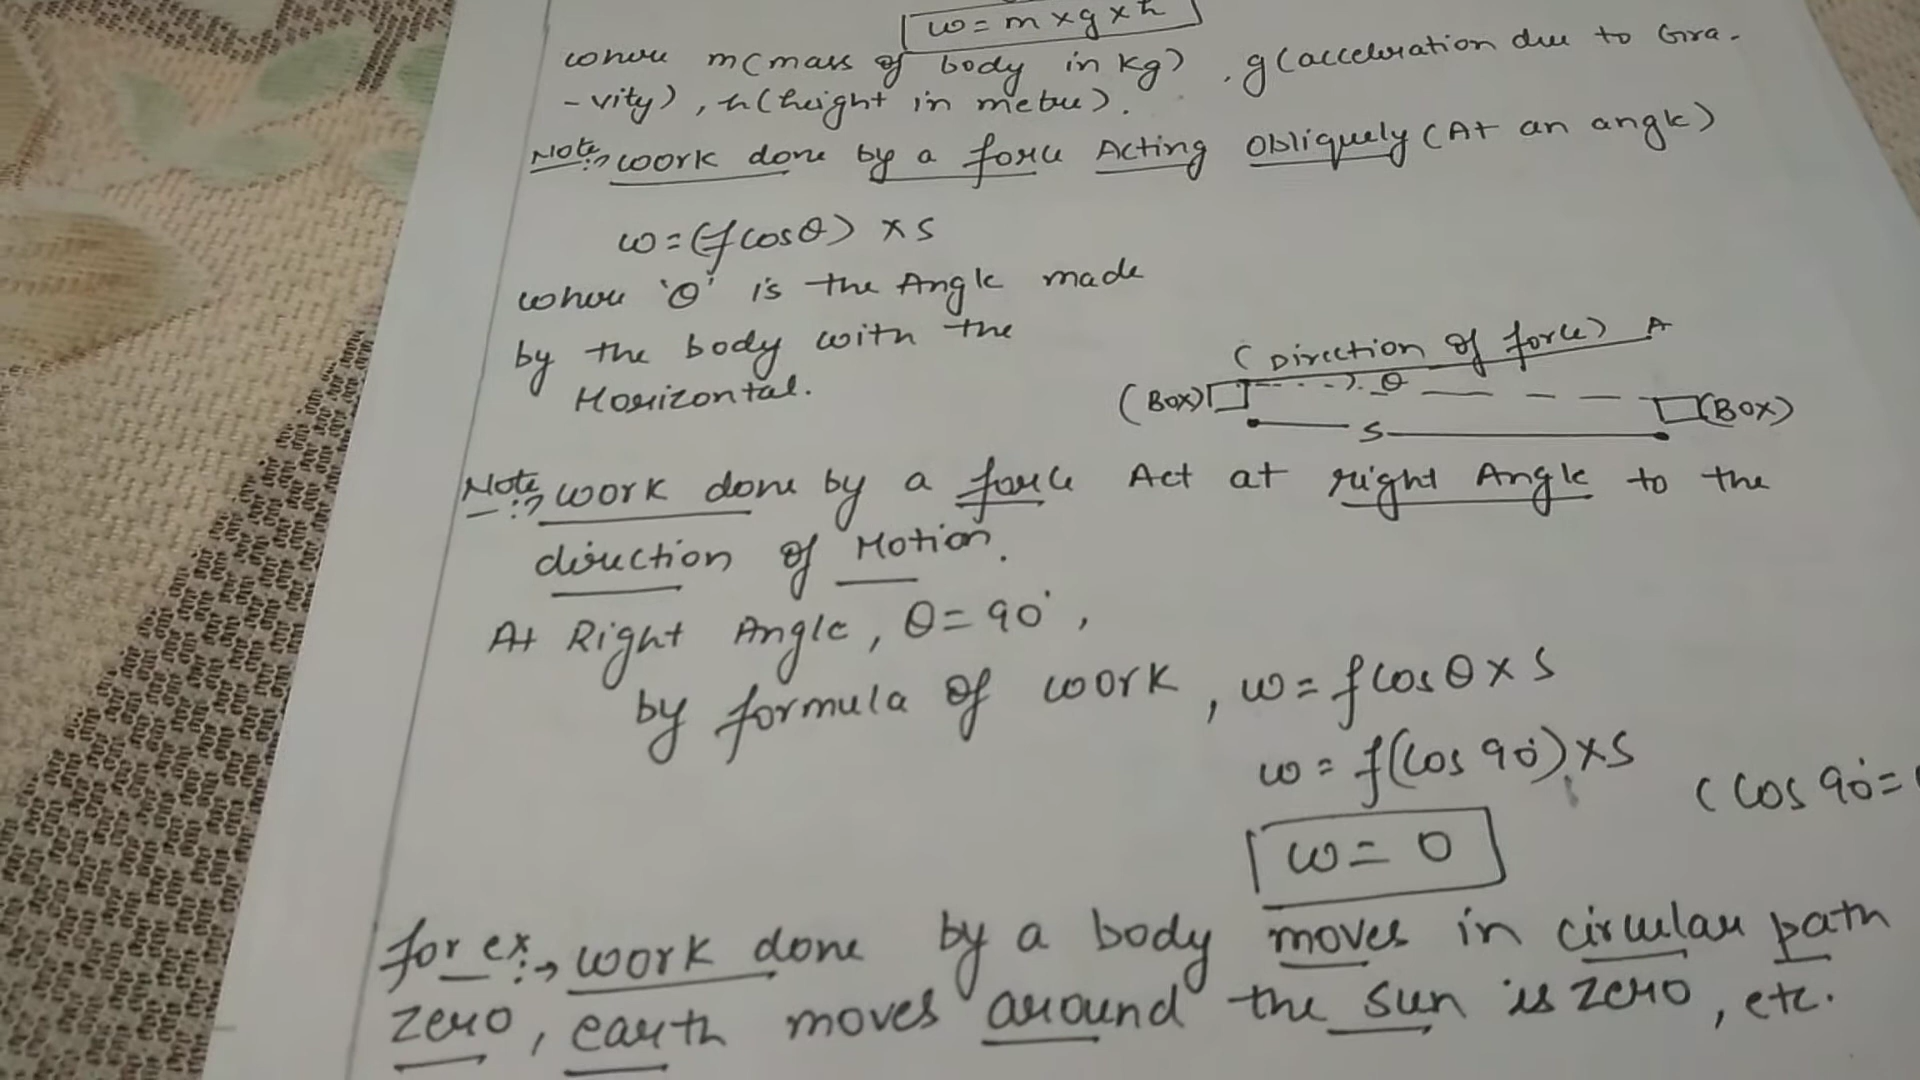 w = m × g × h
where m (mass of body in kg), g (acceleration due to Gra-
-vity), h (height in metre).
Note:→ work done by a force Acting Obliquely (At an angle)
w = (f cosθ) × s
where 'θ' is the Angle made
by the body with the
Horizontal.
(Direction of force) A
(Box) θ (Box)
S
Note:→ work done by a force Act at right Angle to the
direction of Motion.
At Right Angle, θ = 90°,
by formula of work, w = f cos θ × s
w = f (cos 90°) × s (cos 90° =
w = 0
for ex:→ work done by a body moves in circular path
zero, earth moves around the sun is zero, etc.